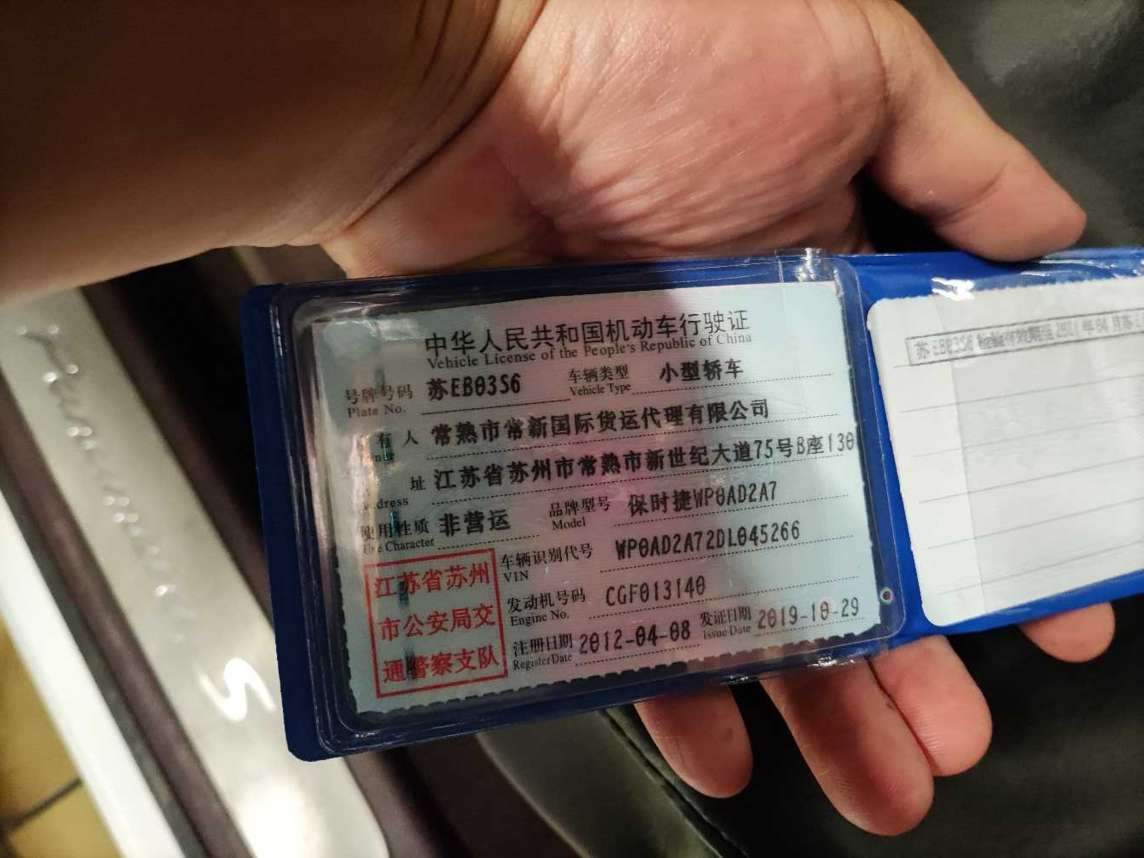 中华人民共和国机动车行驶证
Vehicle License of the People's Republic of China
号牌号码 苏EB03S6 车辆类型 小型轿车
Plate No. Vehicle Type
有人 常熟市常新国际货运代理有限公司
址 江苏省苏州市常熟市新世纪大道75号B座130
使用性质 非营运 品牌型号 保时捷WP0AD2A7
Use Character Model
车辆识别代号 WP0AD2A72DL045266
VIN
发动机号码 CGF013140
Engine No.
注册日期 2012-04-08 发证日期 2019-10-29
Register Date Issue Date
江苏省苏州
市公安局交
通警察支队
苏EB03S6
S